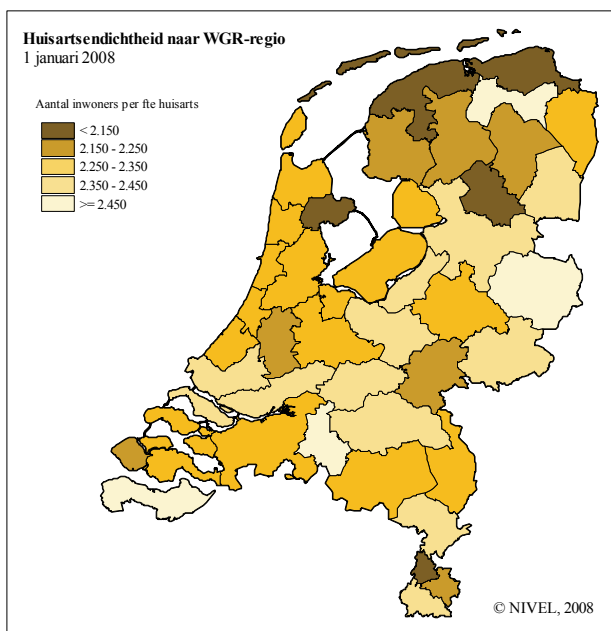 Huisartsendichtheid naar WGR-regio
1 januari 2008
Aantal inwoners per fte huisarts
< 2.150
2.150 - 2.250
2.250 - 2.350
2.350 - 2.450
>= 2.450
© NIVEL, 2008